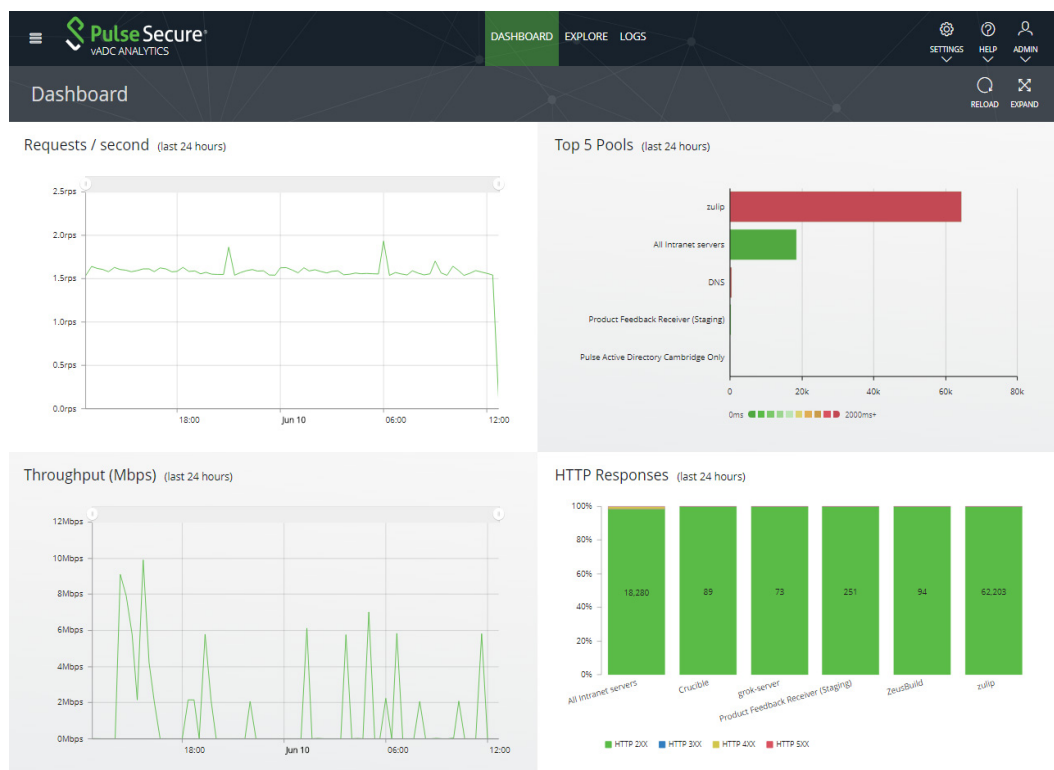 Pulse Secure®
vADC ANALYTICS
DASHBOARD EXPLORE LOGS
SETTINGS HELP ADMIN
Dashboard
RELOAD EXPAND
Requests / second (last 24 hours)
2.5rps
2.0rps
1.5rps
1.0rps
0.5rps
0.0rps
18:00 Jun 10 06:00 12:00
Top 5 Pools (last 24 hours)
zulip
All Intranet servers
DNS
Product Feedback Receiver (Staging)
Pulse Active Directory Cambridge Only
0 20k 40k 60k 80k
0ms 2000ms+
Throughput (Mbps) (last 24 hours)
12Mbps
10Mbps
8Mbps
6Mbps
4Mbps
2Mbps
0Mbps
18:00 Jun 10 06:00 12:00
HTTP Responses (last 24 hours)
100%
80%
60%
40%
20%
0%
18,280 89 73 251 94 62,203
All Intranet servers Crucible grok-server Product Feedback Receiver (Staging) ZeusBuild zulip
HTTP 2XX HTTP 3XX HTTP 4XX HTTP 5XX